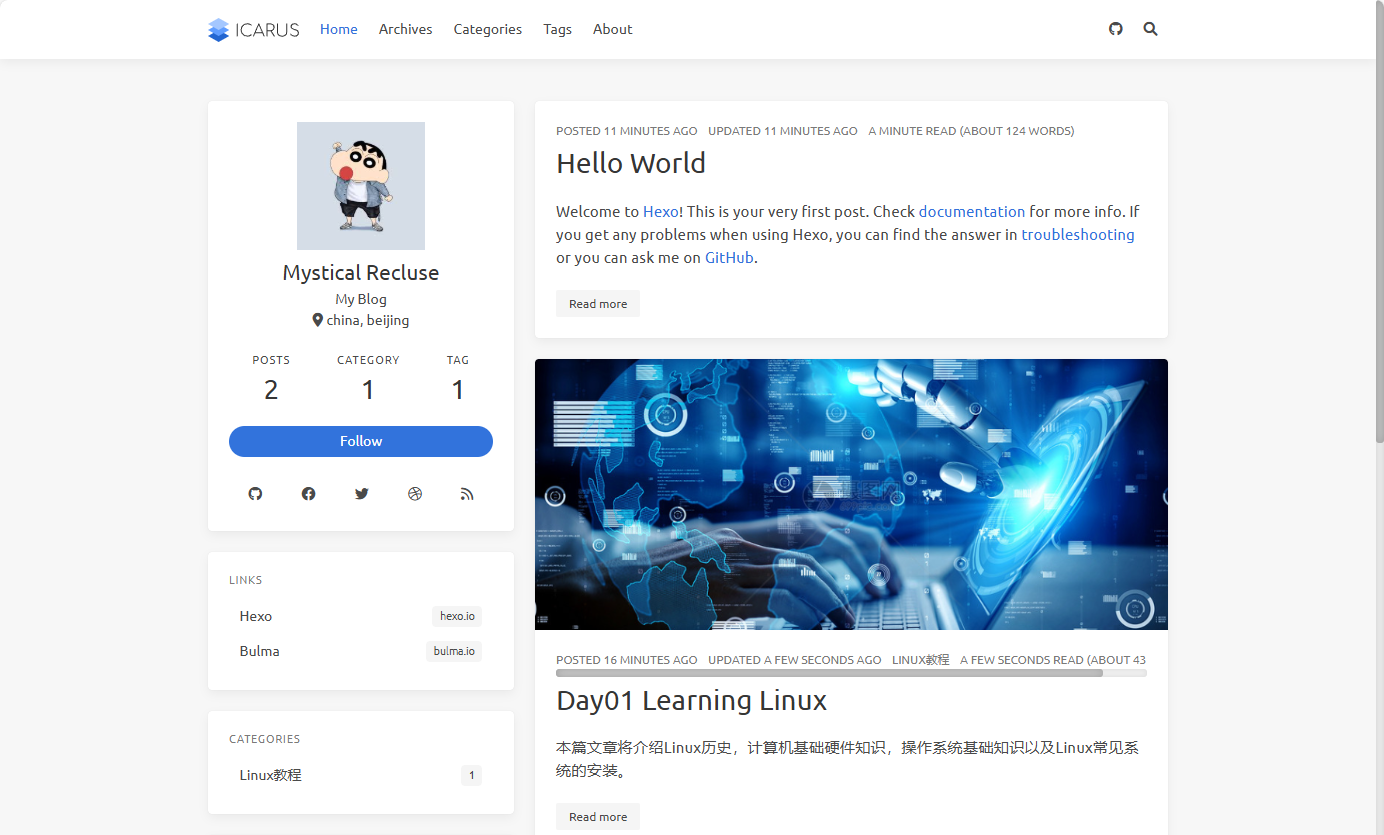 ICARUS Home Archives Categories Tags About
Mystical Recluse
My Blog
china, beijing
POSTS CATEGORY TAG
2 1 1
Follow
LINKS
Hexo hexo.io
Bulma bulma.io
CATEGORIES
Linux教程 1
POSTED 11 MINUTES AGO UPDATED 11 MINUTES AGO A MINUTE READ (ABOUT 124 WORDS)
Hello World
Welcome to Hexo! This is your very first post. Check documentation for more info. If
you get any problems when using Hexo, you can find the answer in troubleshooting
or you can ask me on GitHub.
Read more
POSTED 16 MINUTES AGO UPDATED A FEW SECONDS AGO LINUX教程 A FEW SECONDS READ (ABOUT 43
Day01 Learning Linux
本篇文章将介绍Linux历史，计算机基础硬件知识，操作系统基础知识以及Linux常见系
统的安装。
Read more